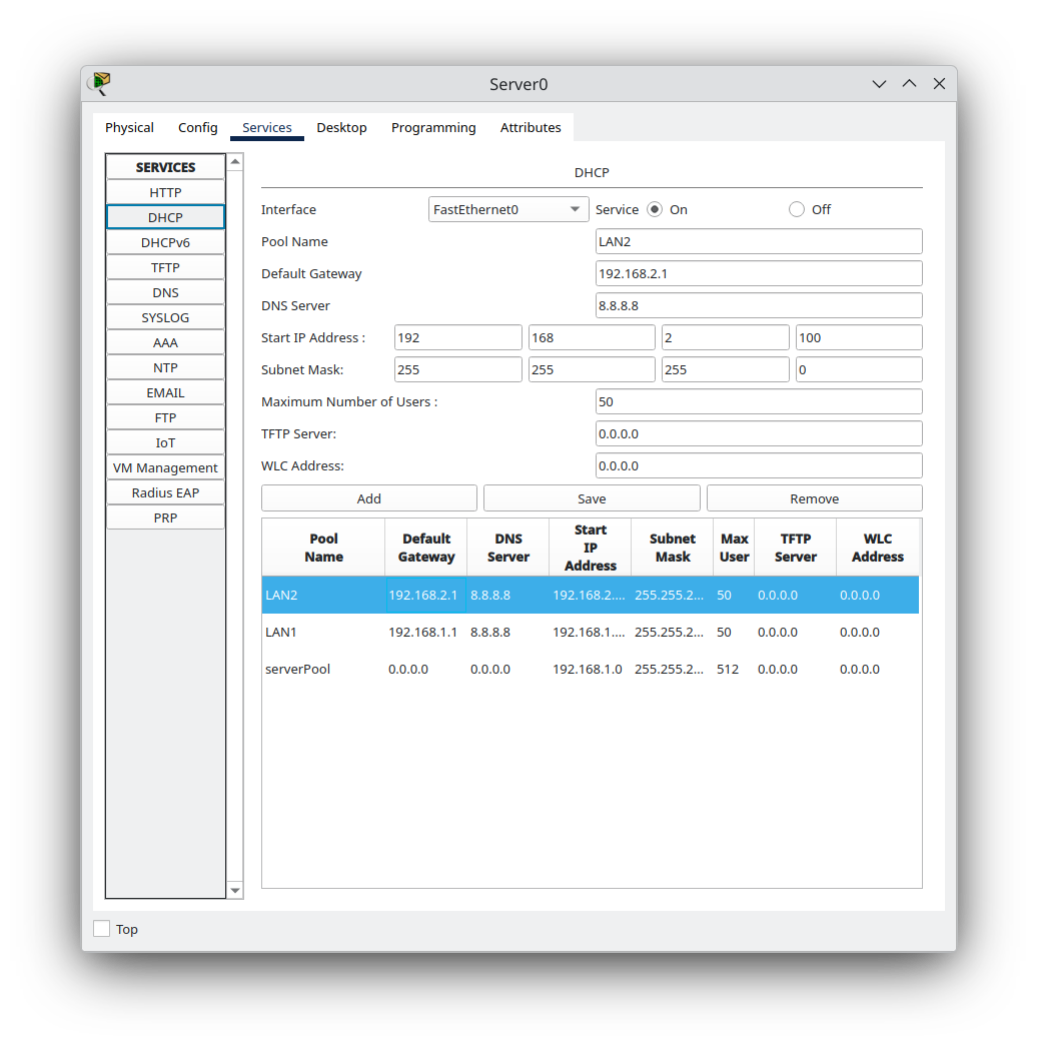 Server0
Physical Config Services Desktop Programming Attributes
SERVICES
HTTP
DHCP
DHCPv6
TFTP
DNS
SYSLOG
AAA
NTP
EMAIL
FTP
IoT
VM Management
Radius EAP
PRP
DHCP
Interface FastEthernet0 Service On Off
Pool Name LAN2
Default Gateway 192.168.2.1
DNS Server 8.8.8.8
Start IP Address : 192 168 2 100
Subnet Mask: 255 255 255 0
Maximum Number of Users : 50
TFTP Server: 0.0.0.0
WLC Address: 0.0.0.0
Add Save Remove
Pool Name Default Gateway DNS Server Start IP Address Subnet Mask Max User TFTP Server WLC Address
LAN2 192.168.2.1 8.8.8.8 192.168.2.... 255.255.2... 50 0.0.0.0 0.0.0.0
LAN1 192.168.1.1 8.8.8.8 192.168.1.... 255.255.2... 50 0.0.0.0 0.0.0.0
serverPool 0.0.0.0 0.0.0.0 192.168.1.0 255.255.2... 512 0.0.0.0 0.0.0.0
Top